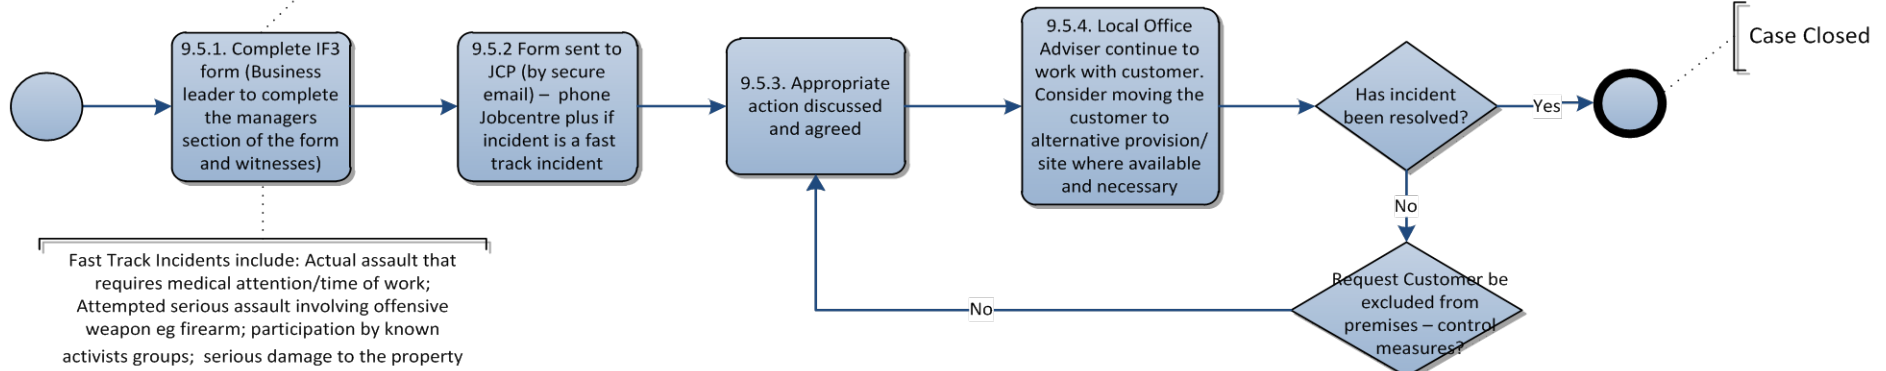 9.5.1. Complete IF3
form (Business
leader to complete
the managers
section of the form
and witnesses)
9.5.2 Form sent to
JCP (by secure
email) – phone
Jobcentre plus if
incident is a fast
track incident
9.5.3. Appropriate
action discussed
and agreed
9.5.4. Local Office
Adviser continue to
work with customer.
Consider moving the
customer to
alternative provision/
site where available
and necessary
Has incident
been resolved?
Yes
Case Closed
No
Request Customer be
excluded from
premises – control
measures?
No
Fast Track Incidents include: Actual assault that
requires medical attention/time of work;
Attempted serious assault involving offensive
weapon eg firearm; participation by known
activists groups; serious damage to the property